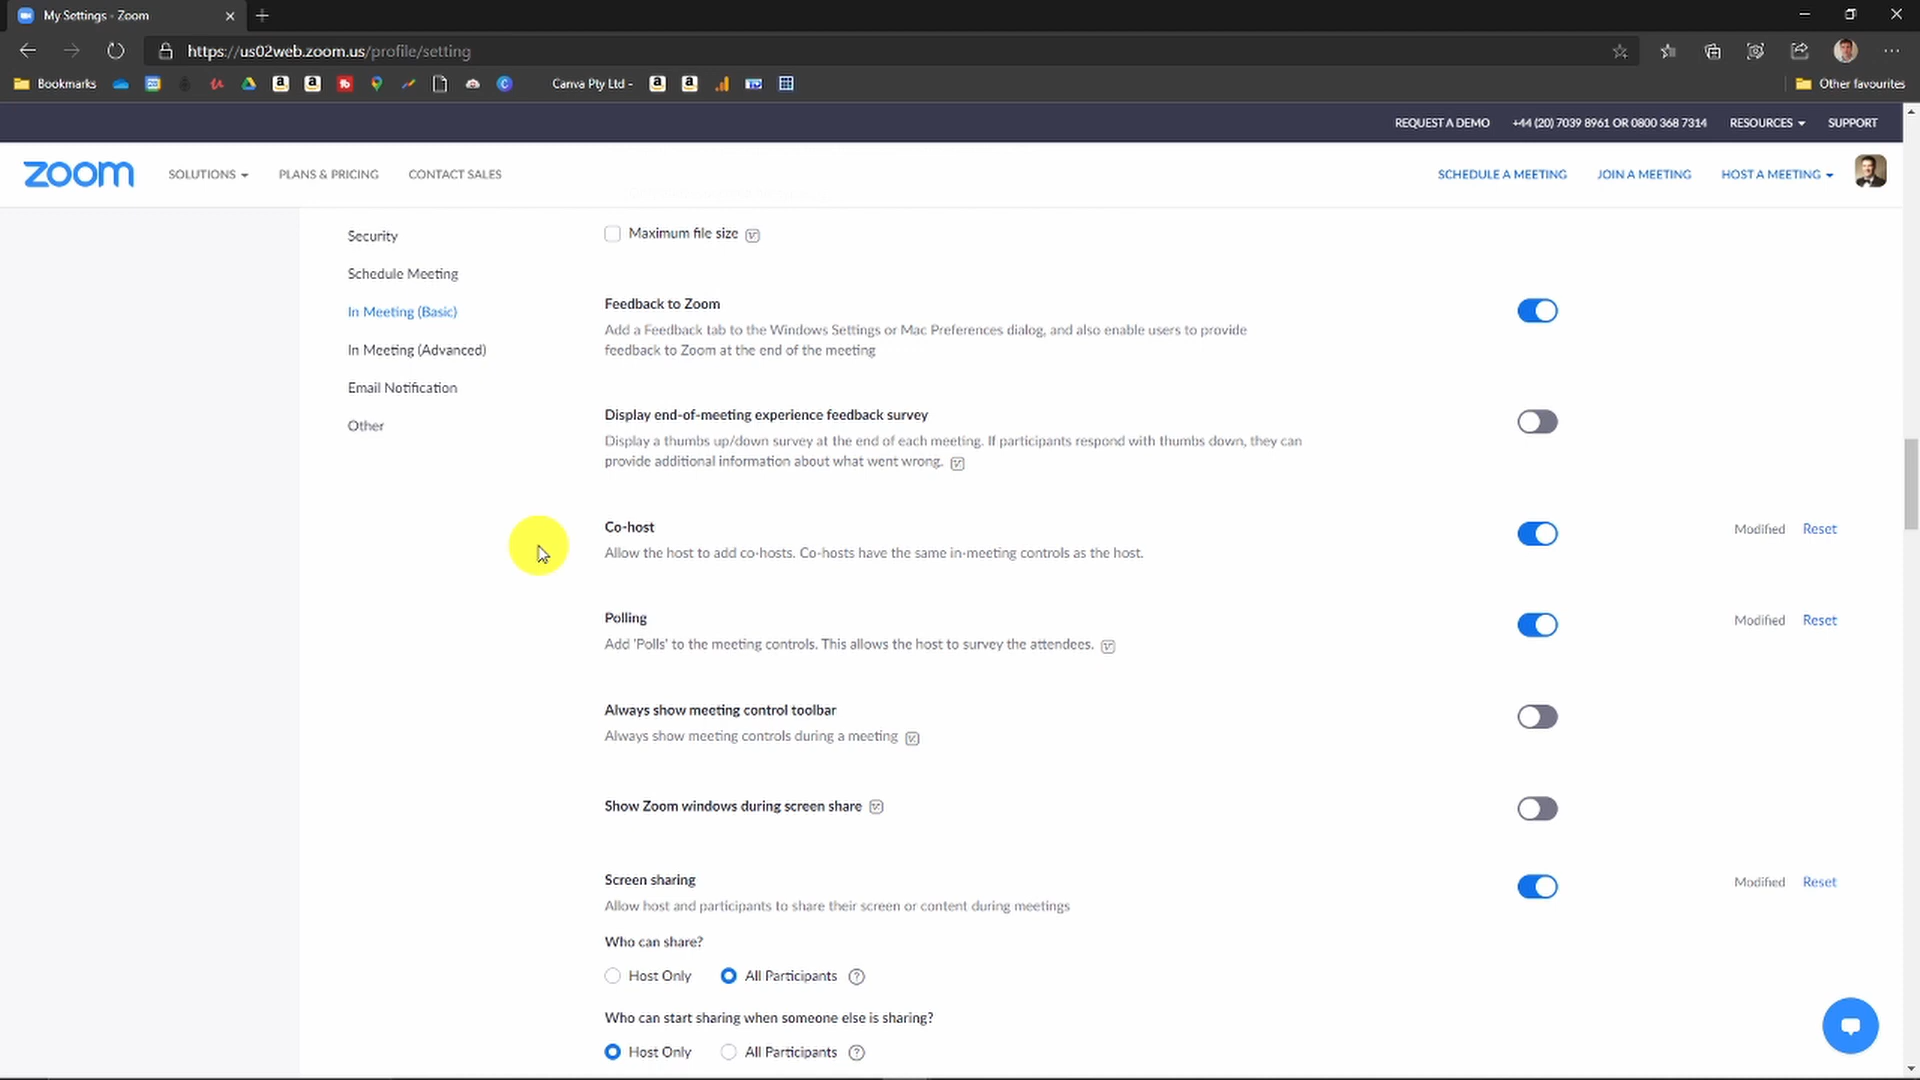 My Settings - Zoom
https://us02web.zoom.us/profile/setting
Bookmarks
Canva Pty Ltd -
Other favourites
REQUEST A DEMO +44 (20) 7039 8961 OR 0800 368 7314 RESOURCES SUPPORT
zoom SOLUTIONS PLANS & PRICING CONTACT SALES SCHEDULE A MEETING JOIN A MEETING HOST A MEETING
Security
Schedule Meeting
In Meeting (Basic)
In Meeting (Advanced)
Email Notification
Other
Maximum file size
Feedback to Zoom
Add a Feedback tab to the Windows Settings or Mac Preferences dialog, and also enable users to provide
feedback to Zoom at the end of the meeting
Display end-of-meeting experience feedback survey
Display a thumbs up/down survey at the end of each meeting. If participants respond with thumbs down, they can
provide additional information about what went wrong.
Co-host
Allow the host to add co-hosts. Co-hosts have the same in-meeting controls as the host.
Modified Reset
Polling
Add 'Polls' to the meeting controls. This allows the host to survey the attendees.
Modified Reset
Always show meeting control toolbar
Always show meeting controls during a meeting
Show Zoom windows during screen share
Screen sharing
Allow host and participants to share their screen or content during meetings
Modified Reset
Who can share?
Host Only All Participants
Who can start sharing when someone else is sharing?
Host Only All Participants